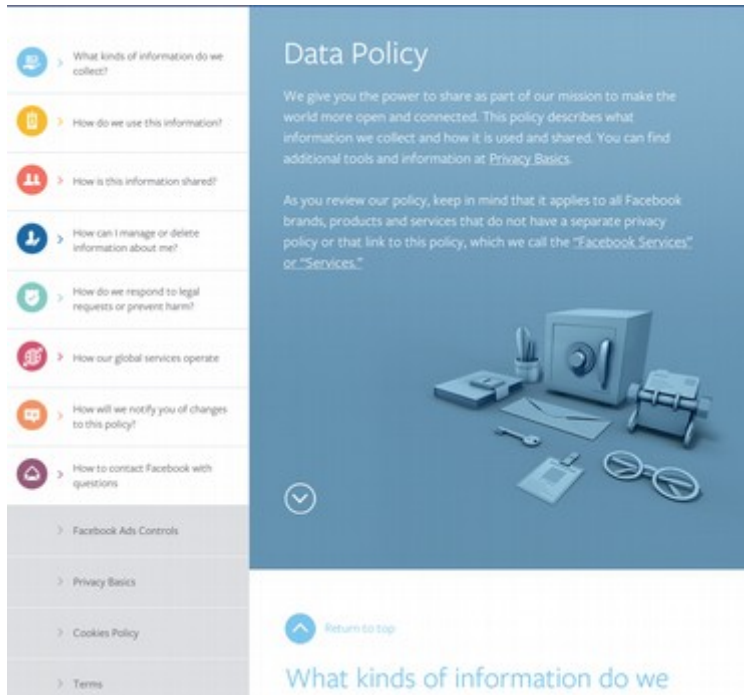 What kinds of information do we
collect?
How do we use this information?
How is this information shared?
How can I manage or delete
information about me?
How do we respond to legal
requests or prevent harm?
How our global services operate
How will we notify you of changes
to this policy?
How to contact Facebook with
questions
Facebook Ads Controls
Privacy Basics
Cookies Policy
Terms
Data Policy
We give you the power to share as part of our mission to make the
world more open and connected. This policy describes what
information we collect and how it is used and shared. You can find
additional tools and information at Privacy Basics.
As you review our policy, keep in mind that it applies to all Facebook
brands, products and services that do not have a separate privacy
policy or that link to this policy, which we call the “Facebook Services”
or “Services.”
Return to top
What kinds of information do we